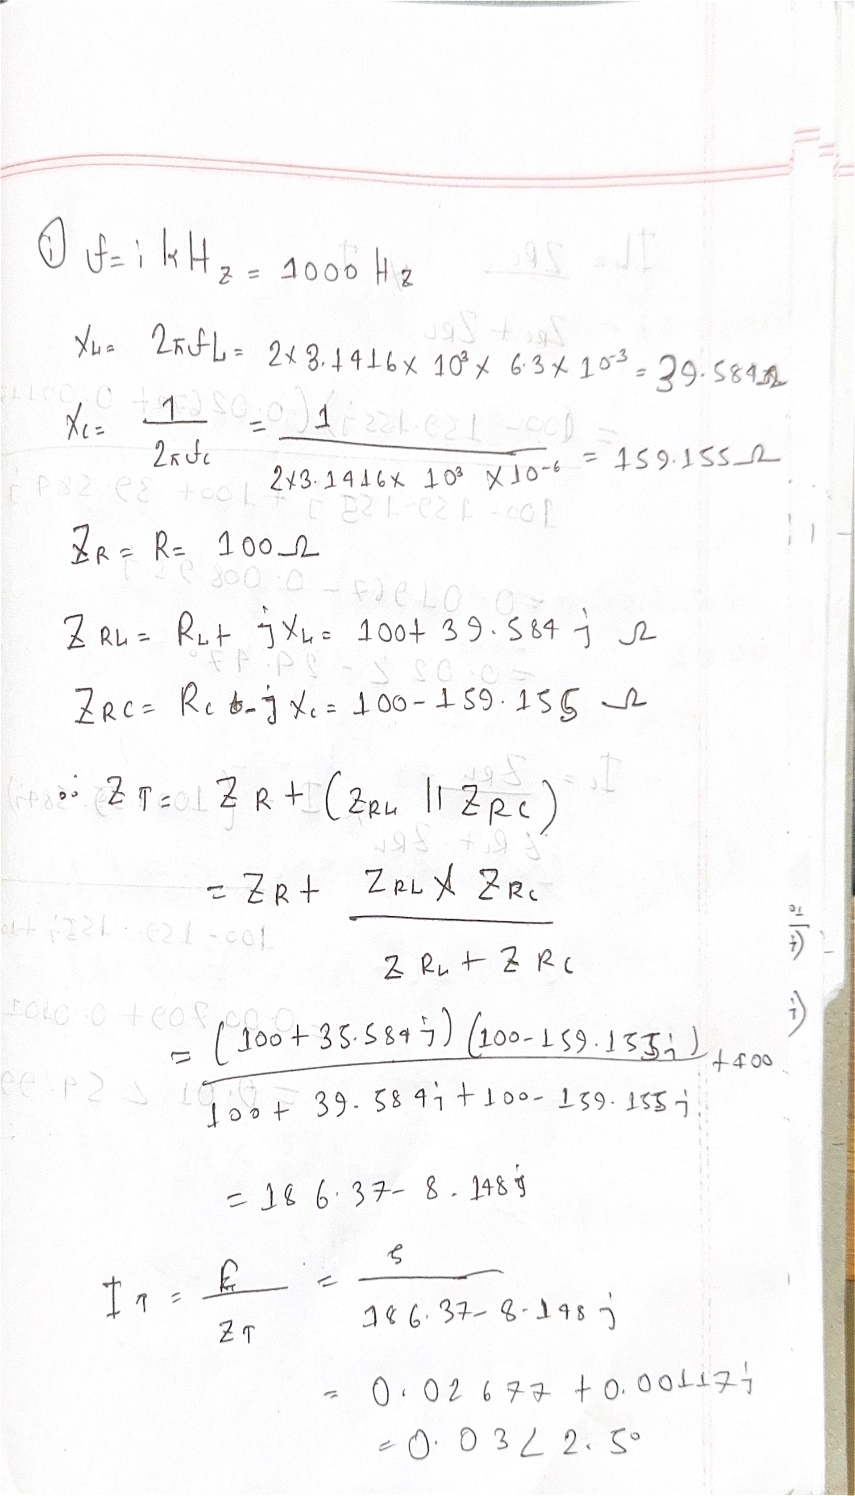 ① f= 1 kHz = 1000 Hz
XL = 2πfL = 2×3.1416× 10³× 6.3×10⁻³ = 39.584Ω
Xc = 1/2πfc = 1/2×3.1416× 10³ ×10⁻⁶ = 159.155Ω
ZR = R= 100Ω
Z RL = RL+ jXL = 100+ 39.584 j Ω
ZRC = Rc - j Xc = 100-159.155 Ω
∴ ZT = ZR + (ZRL || ZRC)
= ZR+ ZRL × ZRC / ZRL + ZRC
= (100+35.584j) (100-159.155j) / 100+ 39.584j +100- 159.155j +100
= 186.37- 8.148j
IT = E/ZT = 5/186.37-8.148j
= 0.02677 +0.00117j
= 0.03∠2.5°